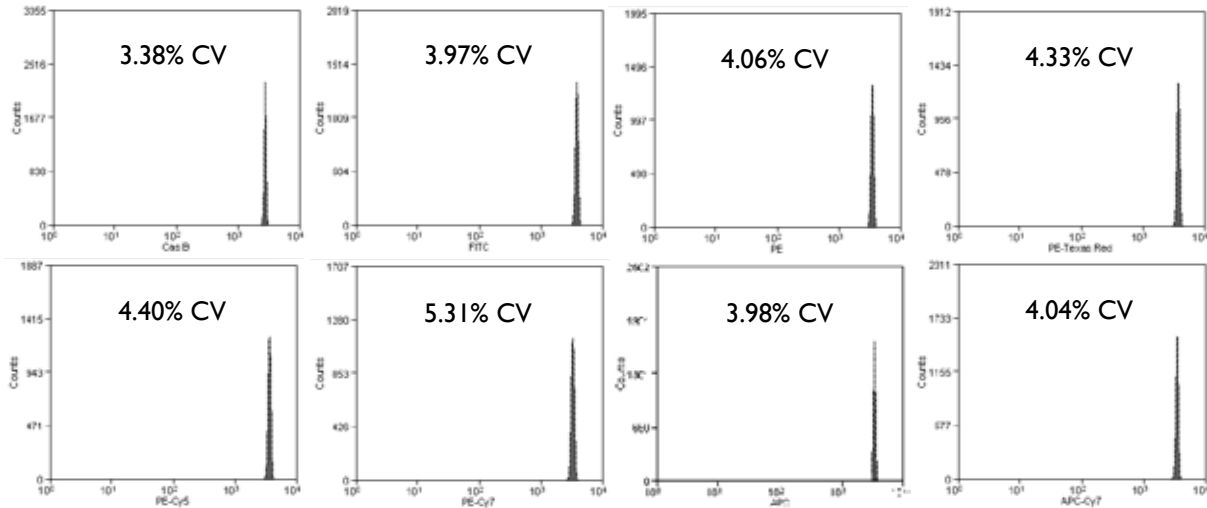 3355
2516
1677
838
0
Counts
3.38% CV
10⁰ 10¹ 10² 10³ 10⁴
Cas B
2019
1514
1009
504
0
Counts
3.97% CV
10⁰ 10¹ 10² 10³ 10⁴
FITC
1995
1496
997
498
0
Counts
4.06% CV
10⁰ 10¹ 10² 10³ 10⁴
PE
1912
1434
956
478
0
Counts
4.33% CV
10⁰ 10¹ 10² 10³ 10⁴
PE-Texas Red
1887
1415
943
471
0
Counts
4.40% CV
10⁰ 10¹ 10² 10³ 10⁴
PE-Cy5
1707
1280
853
426
0
Counts
5.31% CV
10⁰ 10¹ 10² 10³ 10⁴
PE-Cy7
0
Counts
3.98% CV
APC
2311
1733
1155
577
0
Counts
4.04% CV
10⁰ 10¹ 10² 10³ 10⁴
APC-Cy7